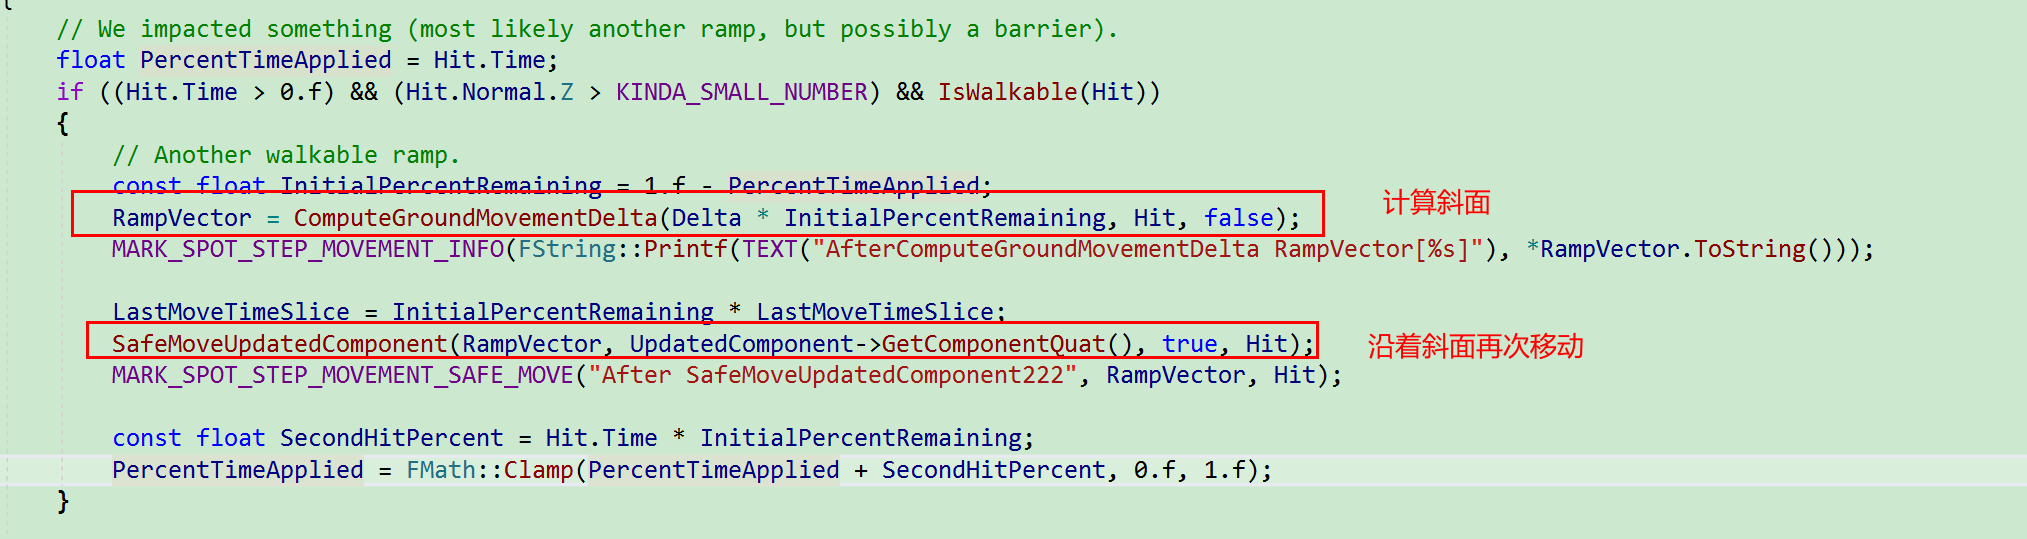 {
// We impacted something (most likely another ramp, but possibly a barrier).
float PercentTimeApplied = Hit.Time;
if ((Hit.Time > 0.f) && (Hit.Normal.Z > KINDA_SMALL_NUMBER) && IsWalkable(Hit))
{
// Another walkable ramp.
const float InitialPercentRemaining = 1.f - PercentTimeApplied;
RampVector = ComputeGroundMovementDelta(Delta * InitialPercentRemaining, Hit, false); 计算斜面
MARK_SPOT_STEP_MOVEMENT_INFO(FString::Printf(TEXT("AfterComputeGroundMovementDelta RampVector[%s]"), *RampVector.ToString()));
LastMoveTimeSlice = InitialPercentRemaining * LastMoveTimeSlice;
SafeMoveUpdatedComponent(RampVector, UpdatedComponent->GetComponentQuat(), true, Hit); 沿着斜面再次移动
MARK_SPOT_STEP_MOVEMENT_SAFE_MOVE("After SafeMoveUpdatedComponent222", RampVector, Hit);
const float SecondHitPercent = Hit.Time * InitialPercentRemaining;
PercentTimeApplied = FMath::Clamp(PercentTimeApplied + SecondHitPercent, 0.f, 1.f);
}